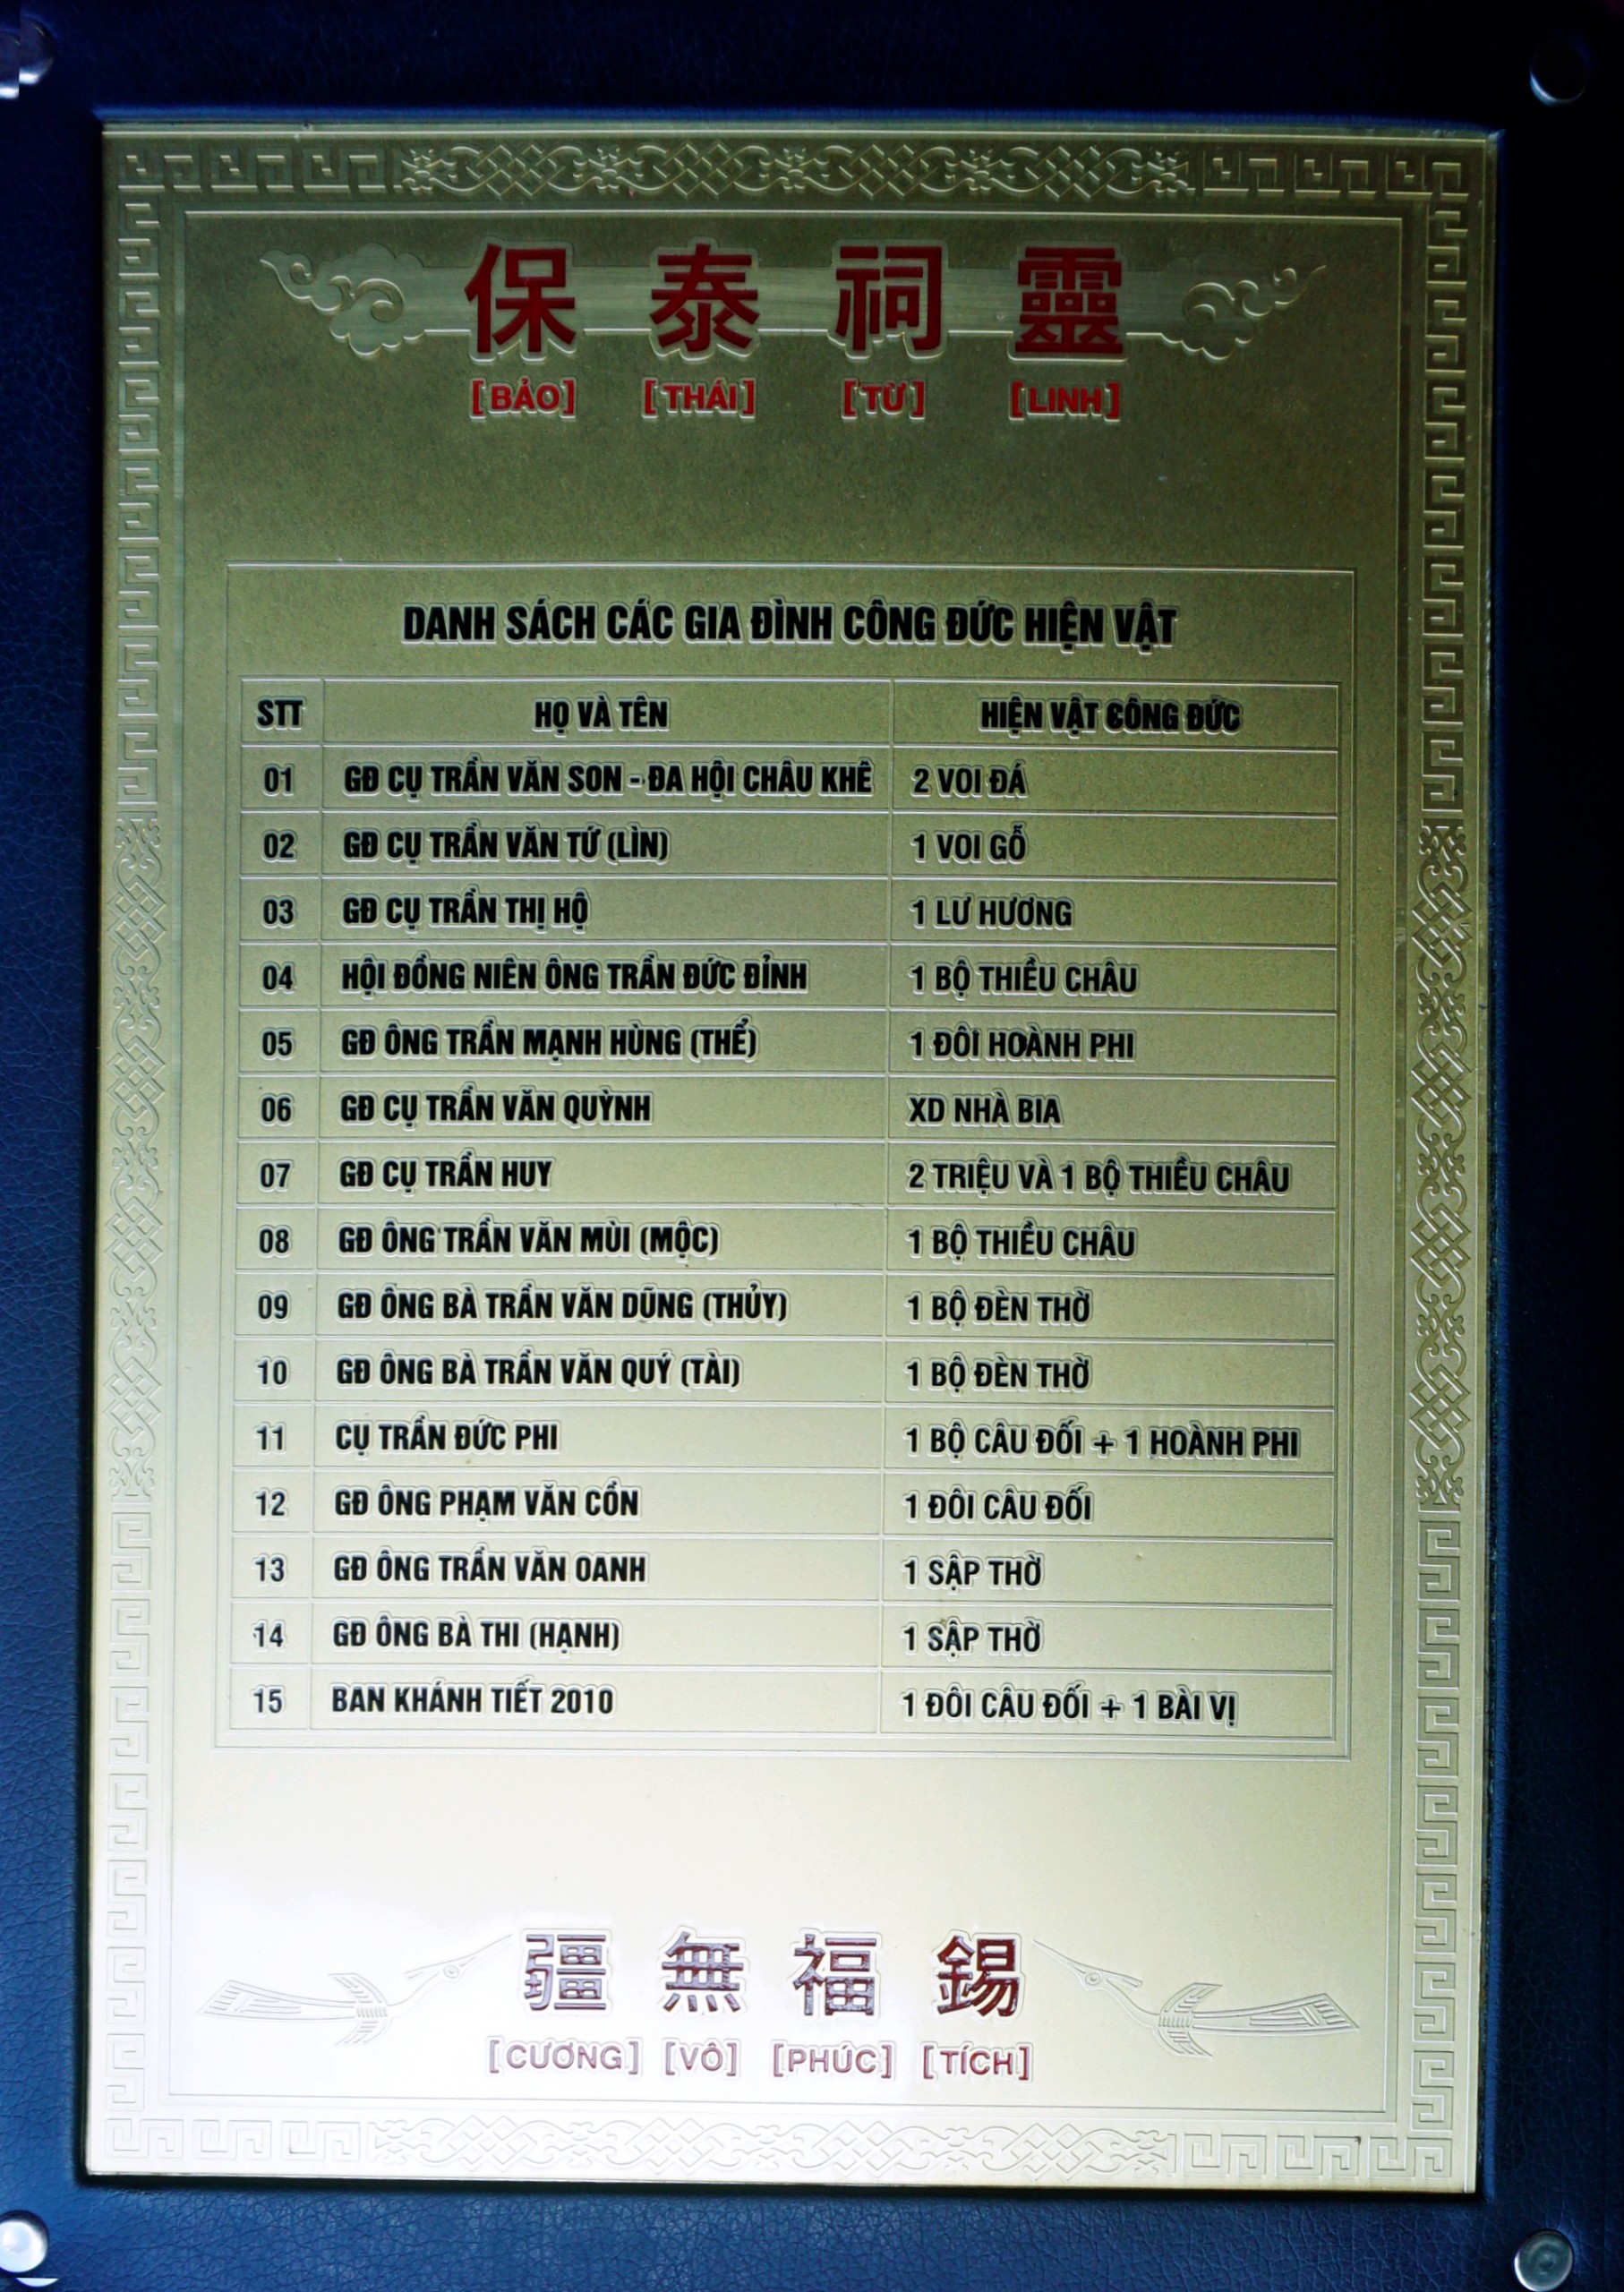 保 泰 祠 靈
[BẢO] [THÁI] [TỪ] [LINH]
DANH SÁCH CÁC GIA ĐÌNH CÔNG ĐỨC HIỆN VẬT
STT HỌ VÀ TÊN HIỆN VẬT CÔNG ĐỨC
01 GĐ CỤ TRẦN VĂN SON - ĐA HỘI CHÂU KHÊ 2 VOI ĐÁ
02 GĐ CỤ TRẦN VĂN TỨ (LÌN) 1 VOI GỖ
03 GĐ CỤ TRẦN THỊ HỘ 1 LƯ HƯƠNG
04 HỘI ĐỒNG NIÊN ÔNG TRẦN ĐỨC ĐỈNH 1 BỘ THIỀU CHÂU
05 GĐ ÔNG TRẦN MẠNH HÙNG (THỂ) 1 ĐÔI HOÀNH PHI
06 GĐ CỤ TRẦN VĂN QUỲNH XD NHÀ BIA
07 GĐ CỤ TRẦN HUY 2 TRIỆU VÀ 1 BỘ THIỀU CHÂU
08 GĐ ÔNG TRẦN VĂN MÙI (MỘC) 1 BỘ THIỀU CHÂU
09 GĐ ÔNG BÀ TRẦN VĂN DŨNG (THỦY) 1 BỘ ĐÈN THỜ
10 GĐ ÔNG BÀ TRẦN VĂN QUÝ (TÀI) 1 BỘ ĐÈN THỜ
11 CỤ TRẦN ĐỨC PHI 1 BỘ CÂU ĐỐI + 1 HOÀNH PHI
12 GĐ ÔNG PHẠM VĂN CỒN 1 ĐÔI CÂU ĐỐI
13 GĐ ÔNG TRẦN VĂN OANH 1 SẬP THỜ
14 GĐ ÔNG BÀ THI (HẠNH) 1 SẬP THỜ
15 BAN KHÁNH TIẾT 2010 1 ĐÔI CÂU ĐỐI + 1 BÀI VỊ
疆 無 福 錫
[CƯƠNG] [VÔ] [PHÚC] [TÍCH]